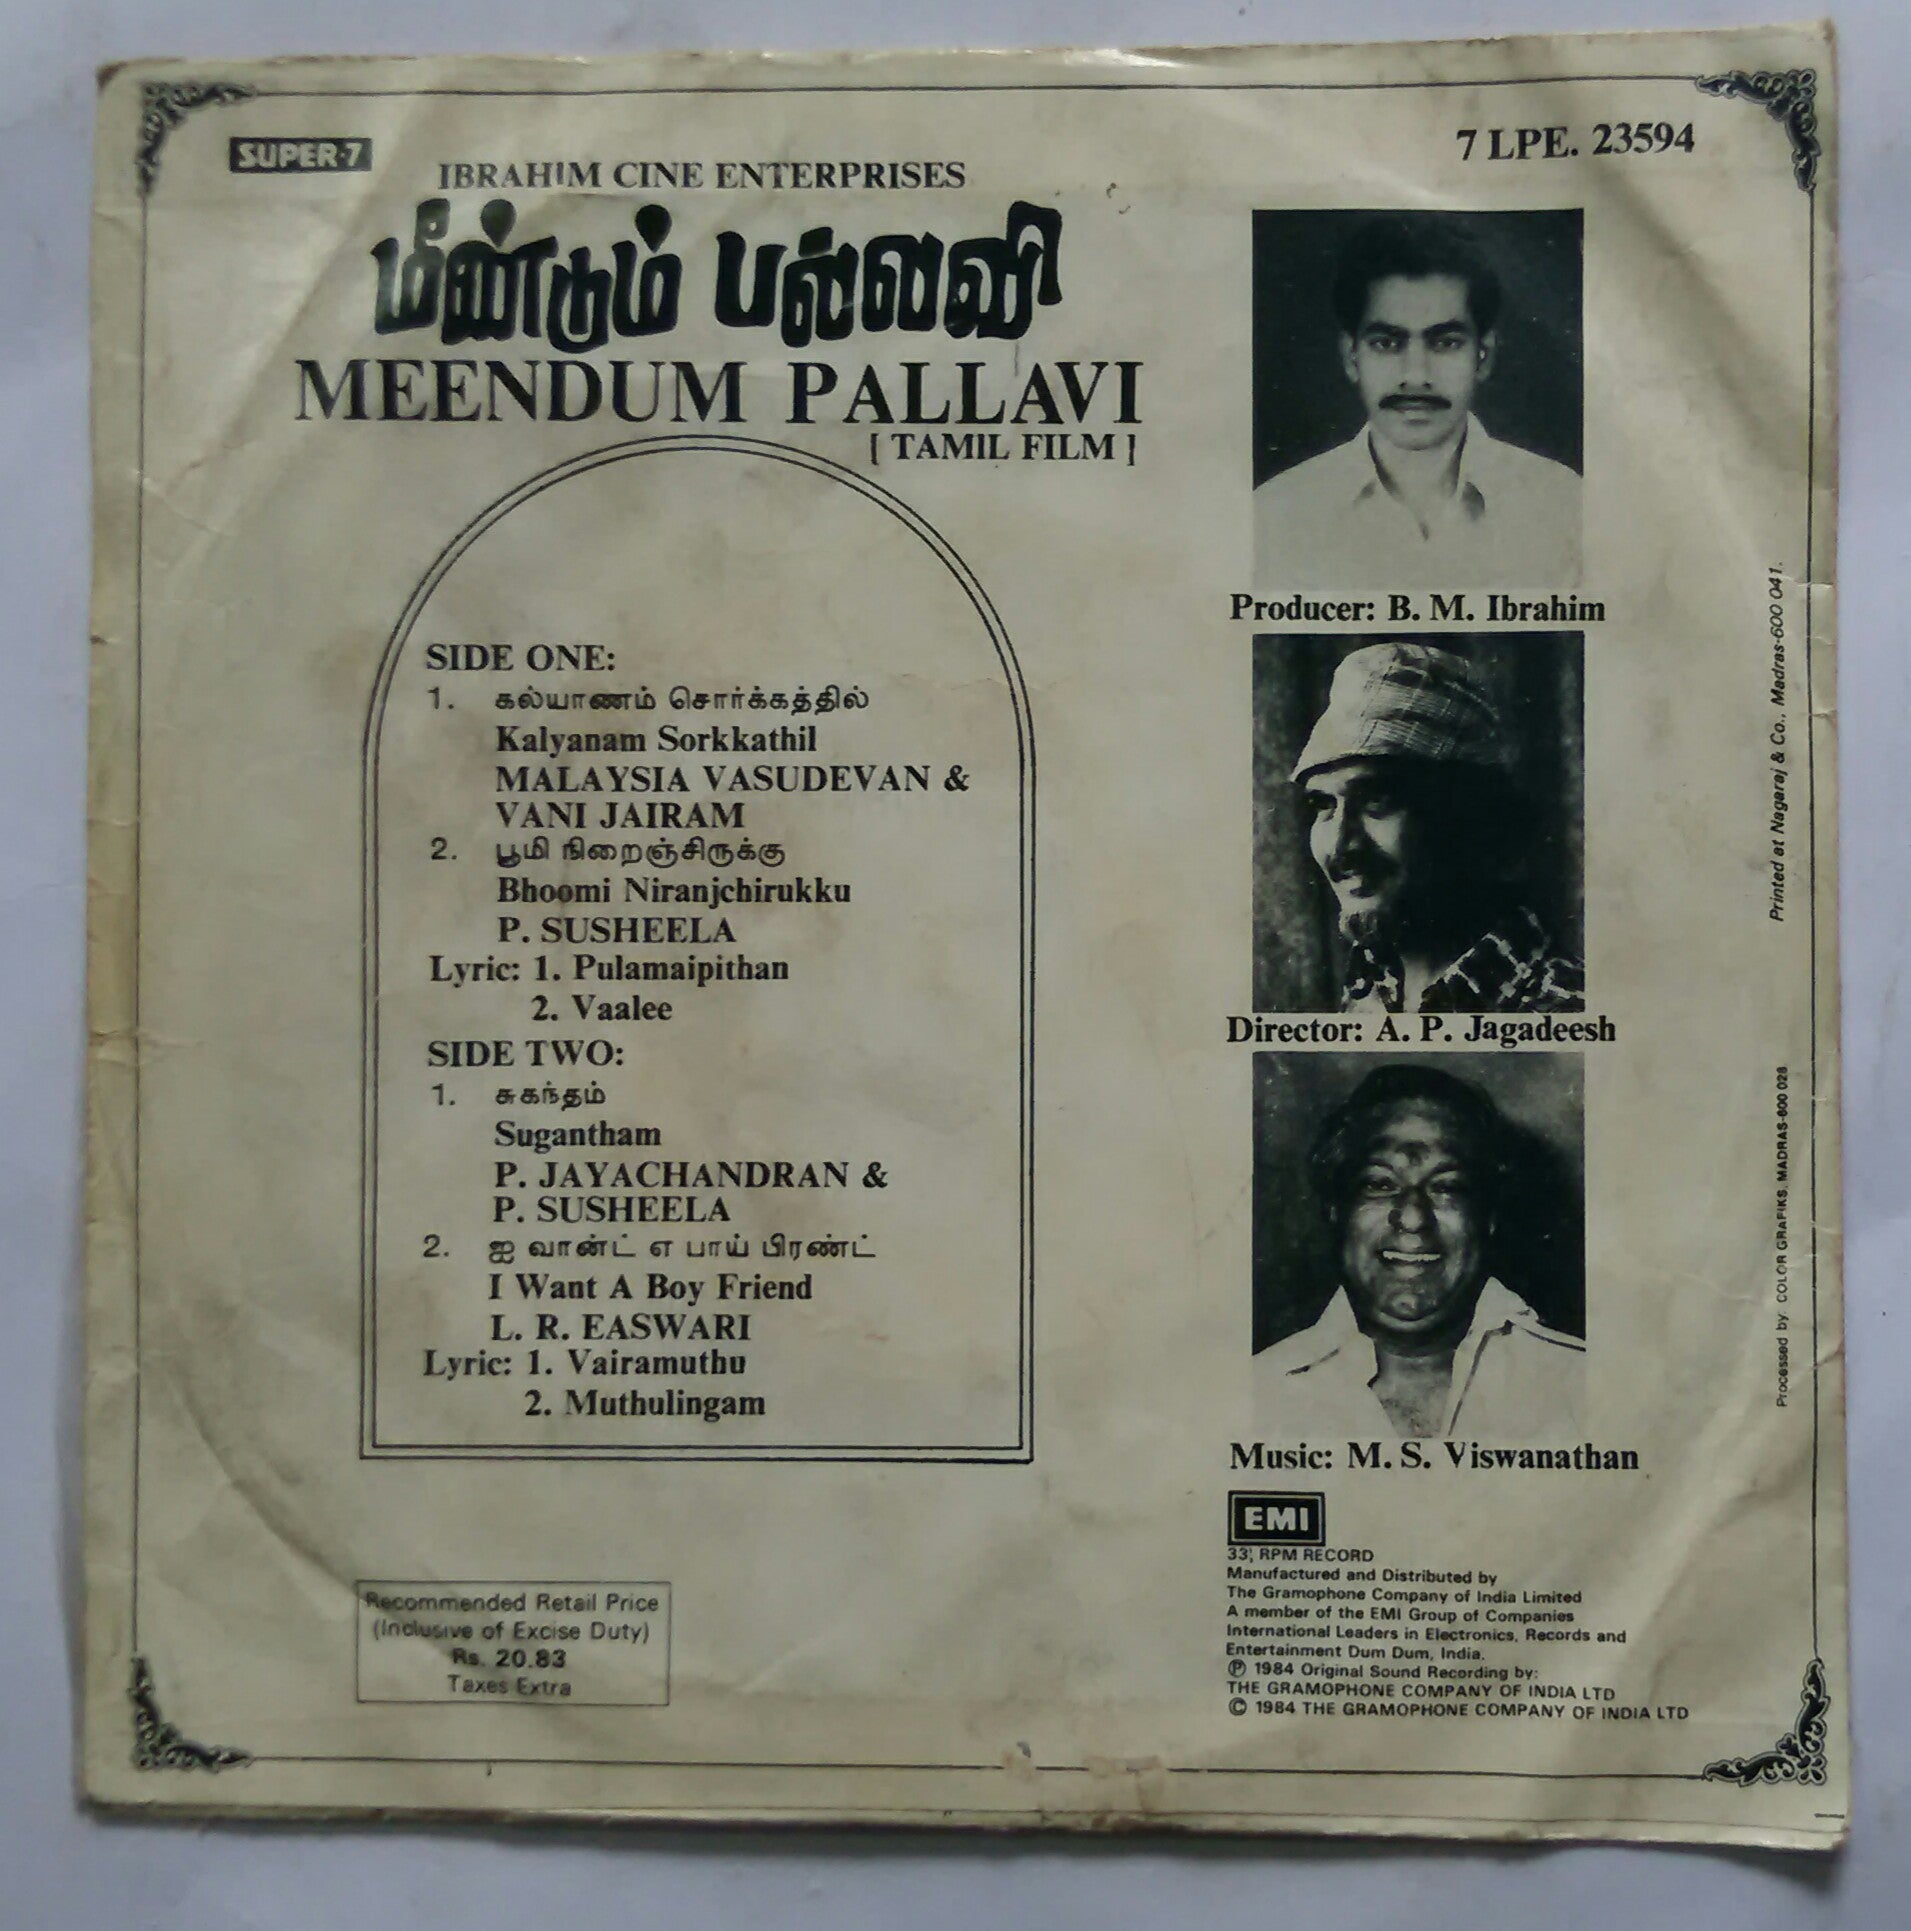 SUPER-7
7 LPE. 23594
IBRAHIM CINE ENTERPRISES
மீண்டும் பல்லவி
MEENDUM PALLAVI
[ TAMIL FILM ]
SIDE ONE:
1. கல்யாணம் சொர்க்கத்தில்
Kalyanam Sorkkathil
MALAYSIA VASUDEVAN &
VANI JAIRAM
2. பூமி நிறைஞ்சிருக்கு
Bhoomi Niranjchirukku
P. SUSHEELA
Lyric: 1. Pulamaipithan
2. Vaalee
SIDE TWO:
1. சுகந்தம்
Sugantham
P. JAYACHANDRAN &
P. SUSHEELA
2. ஐ வான்ட் எ பாய் பிரண்ட்
I Want A Boy Friend
L. R. EASWARI
Lyric: 1. Vairamuthu
2. Muthulingam
Recommended Retail Price
(Inclusive of Excise Duty)
Rs. 20.83
Taxes Extra
Producer: B. M. Ibrahim
Director: A. P. Jagadeesh
Music: M. S. Viswanathan
EMI
33⅓ RPM RECORD
Manufactured and Distributed by
The Gramophone Company of India Limited
A member of the EMI Group of Companies
International Leaders in Electronics, Records and
Entertainment Dum Dum, India.
℗ 1984 Original Sound Recording by:
THE GRAMOPHONE COMPANY OF INDIA LTD
© 1984 THE GRAMOPHONE COMPANY OF INDIA LTD
Printed at Nagaraj & Co., Madras-600 041.
Processed by: COLOR GRAFIKS, MADRAS-600 028